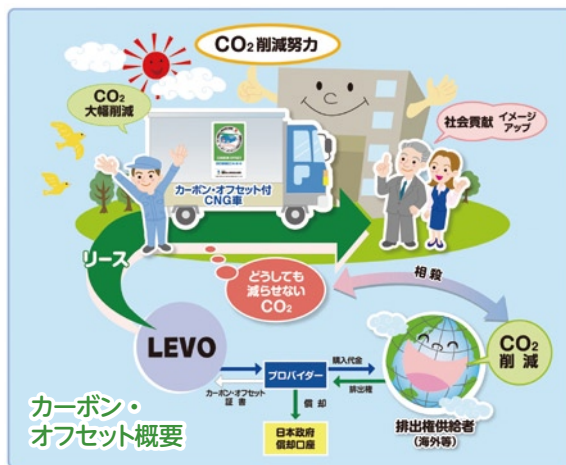 CO2削減努力
CO2
大幅削減
社会貢献 イメージ
アップ
CARBON OFFSET
カーボン・オフセット付
CNG車
リース
どうしても
減らせない
CO2
相殺
LEVO
CO2
削減
プロバイダー
購入代金
排出権
カーボン・オフセット
証書
償却
日本政府
償却口座
排出権供給者
(海外等)
カーボン・
オフセット概要